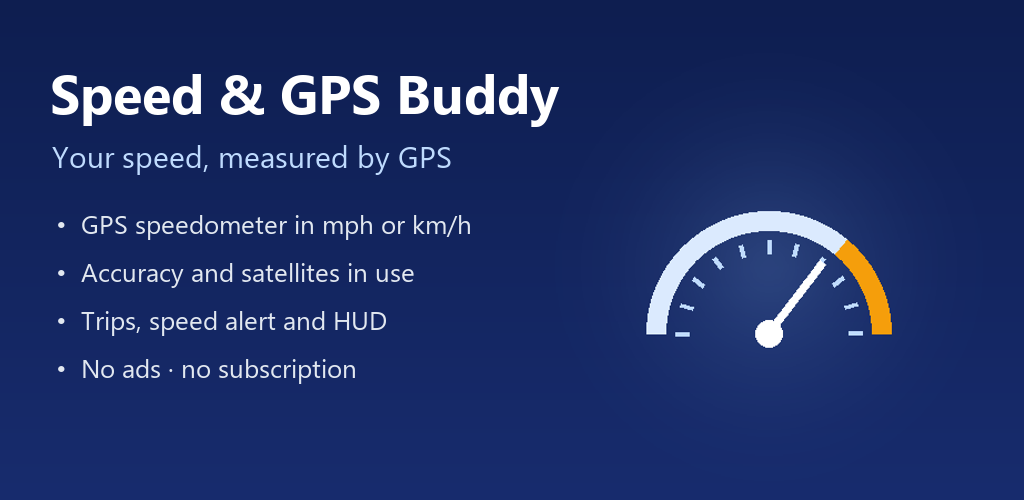 Speed & GPS Buddy
Your speed, measured by GPS
• GPS speedometer in mph or km/h
• Accuracy and satellites in use
• Trips, speed alert and HUD
• No ads · no subscription